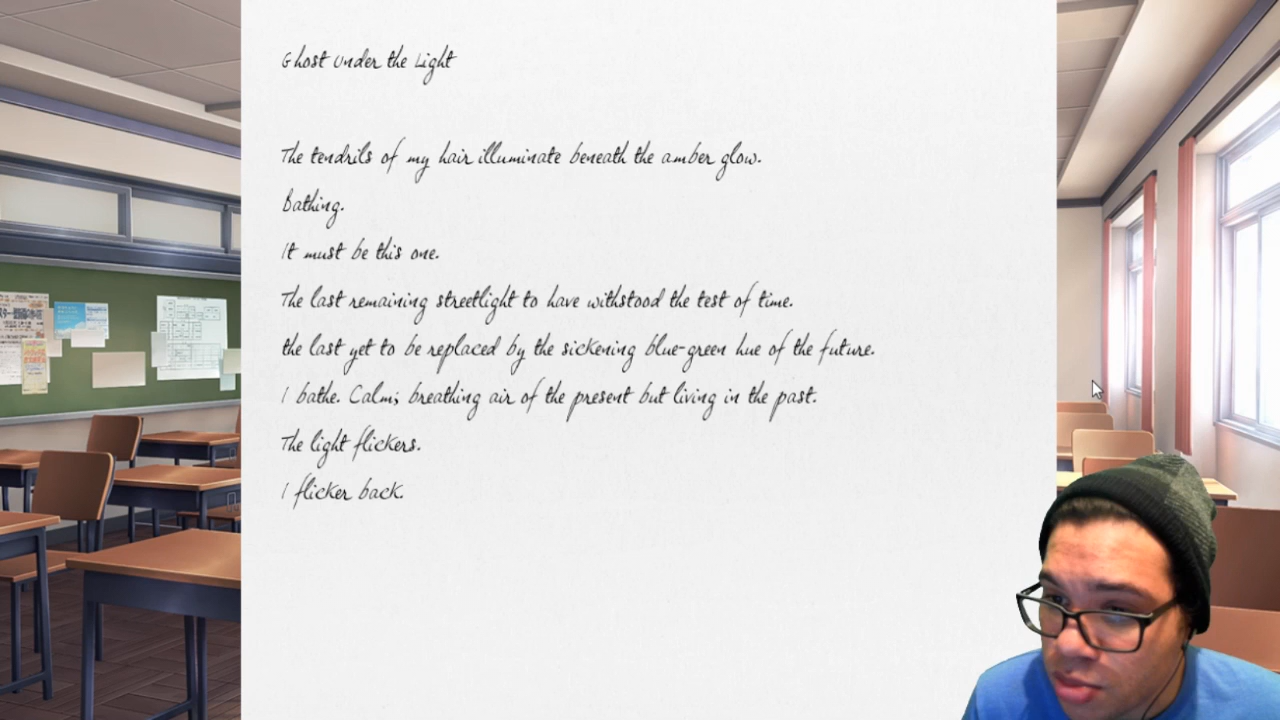 Ghost Under the Light
The tendrils of my hair illuminate beneath the amber glow.
Bathing.
It must be this one.
The last remaining streetlight to have withstood the test of time.
the last yet to be replaced by the sickening blue-green hue of the future.
I bathe. Calm; breathing air of the present but living in the past.
The light flickers.
I flicker back.